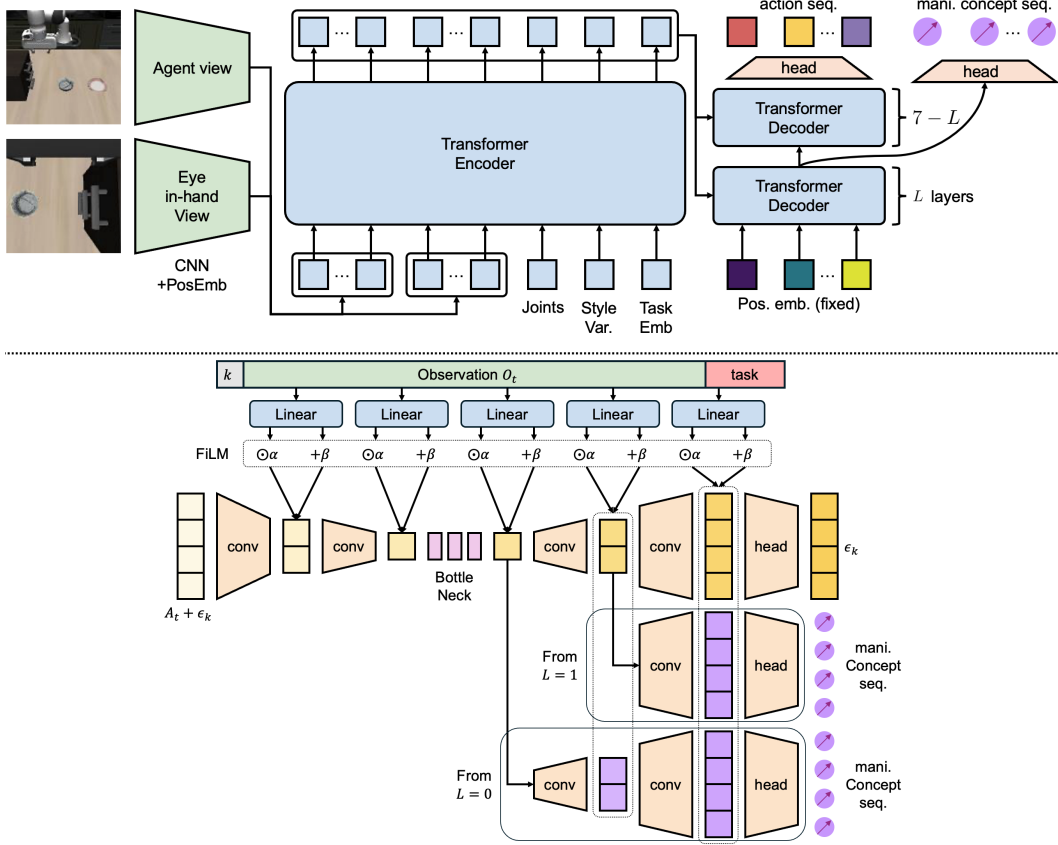 action seq.
mani. concept seq.
Agent view
head
head
Transformer
Decoder
7 − L
Transformer
Encoder
Eye
in-hand
View
Transformer
Decoder
L layers
CNN
+PosEmb
...
...
...
...
...
...
...
Joints
Style
Var.
Task
Emb
Pos. emb. (fixed)
k
Observation O_t
task
Linear
Linear
Linear
Linear
Linear
FiLM
⊙α
+β
⊙α
+β
⊙α
+β
⊙α
+β
⊙α
+β
conv
conv
conv
conv
head
ϵ_k
Bottle
Neck
A_t + ϵ_k
From
L = 1
conv
head
mani.
Concept
seq.
From
L = 0
conv
conv
head
mani.
Concept
seq.